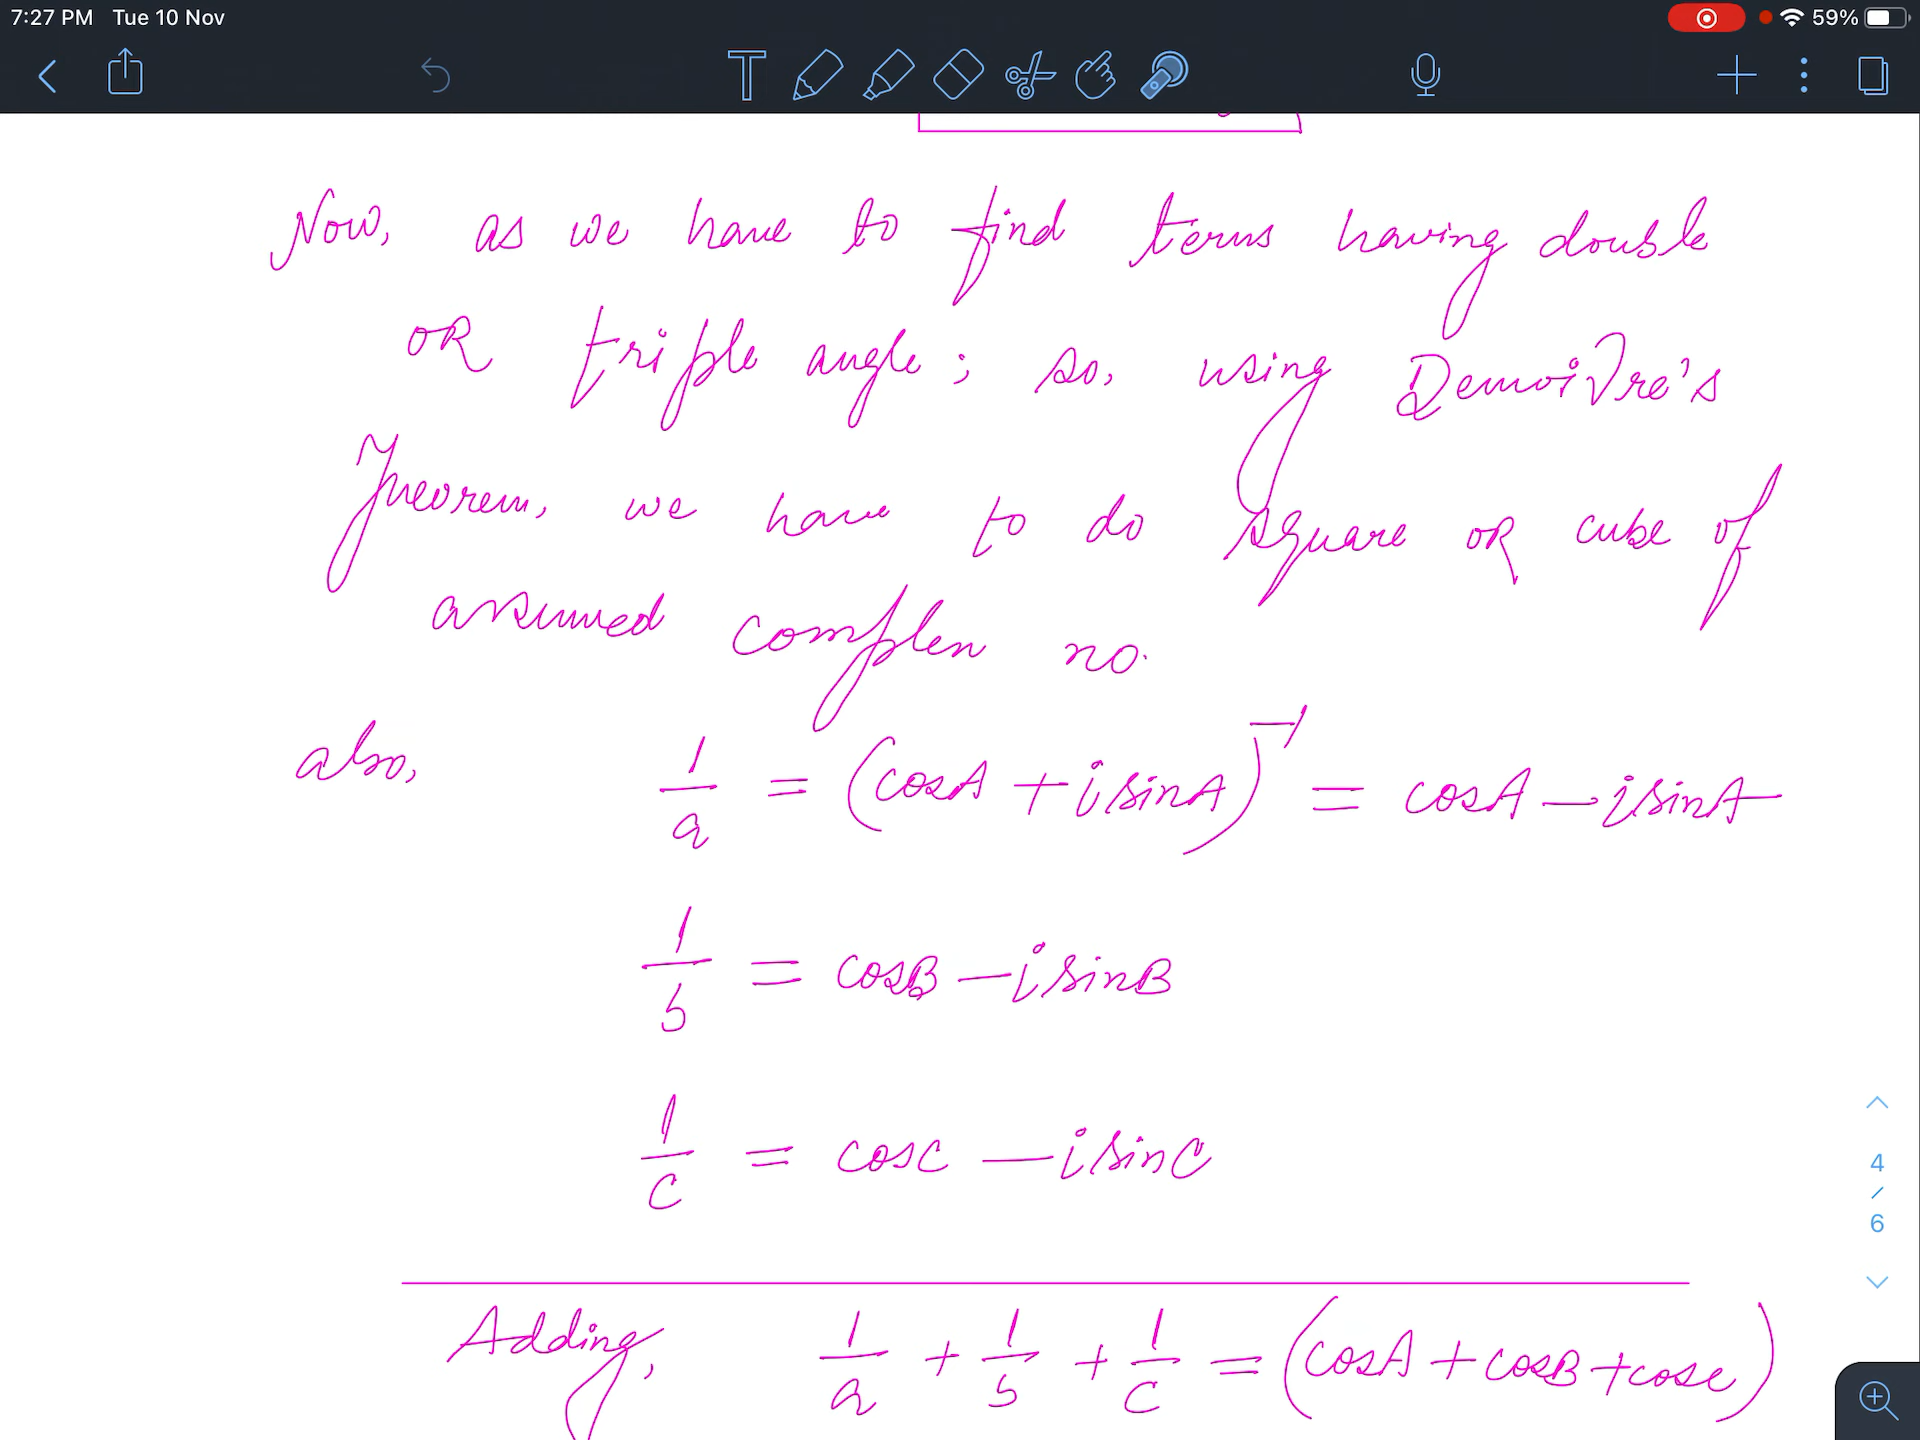 7:27 PM Tue 10 Nov 59%
T
Now, as we have to find terms having double
OR triple angle; so, using DemoiVre's
Theorem, we have to do square OR cube of
assumed complex no.
also, 1/a = (cosA + i sinA)^-1 = cosA - i sinA
1/b = cosB - i sinB
1/c = cosC - i sinC
4
/
6
Adding, 1/a + 1/b + 1/c = (cosA + cosB + cosC)